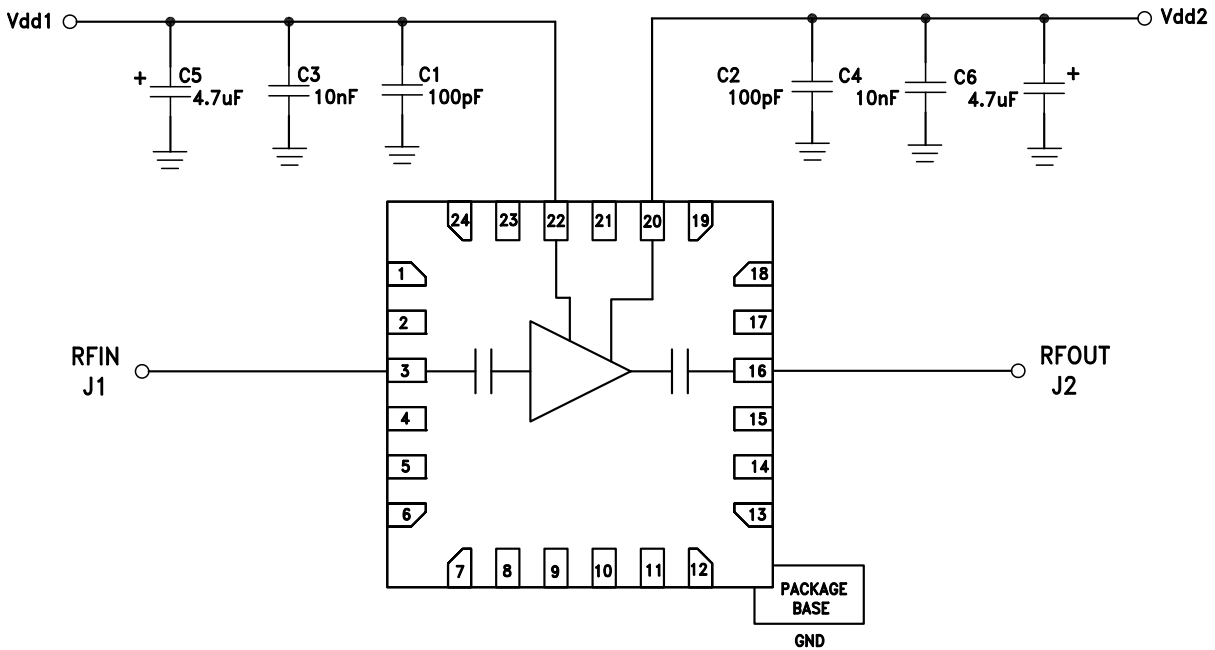 Vdd1
Vdd2
+ C5
4.7uF
C3
10nF
C1
100pF
C2
100pF
C4
10nF
C6
4.7uF
+
24 23 22 21 20 19
1 18
2 17
RFIN
J1
3 16
RFOUT
J2
4 15
5 14
6 13
7 8 9 10 11 12
PACKAGE
BASE
GND